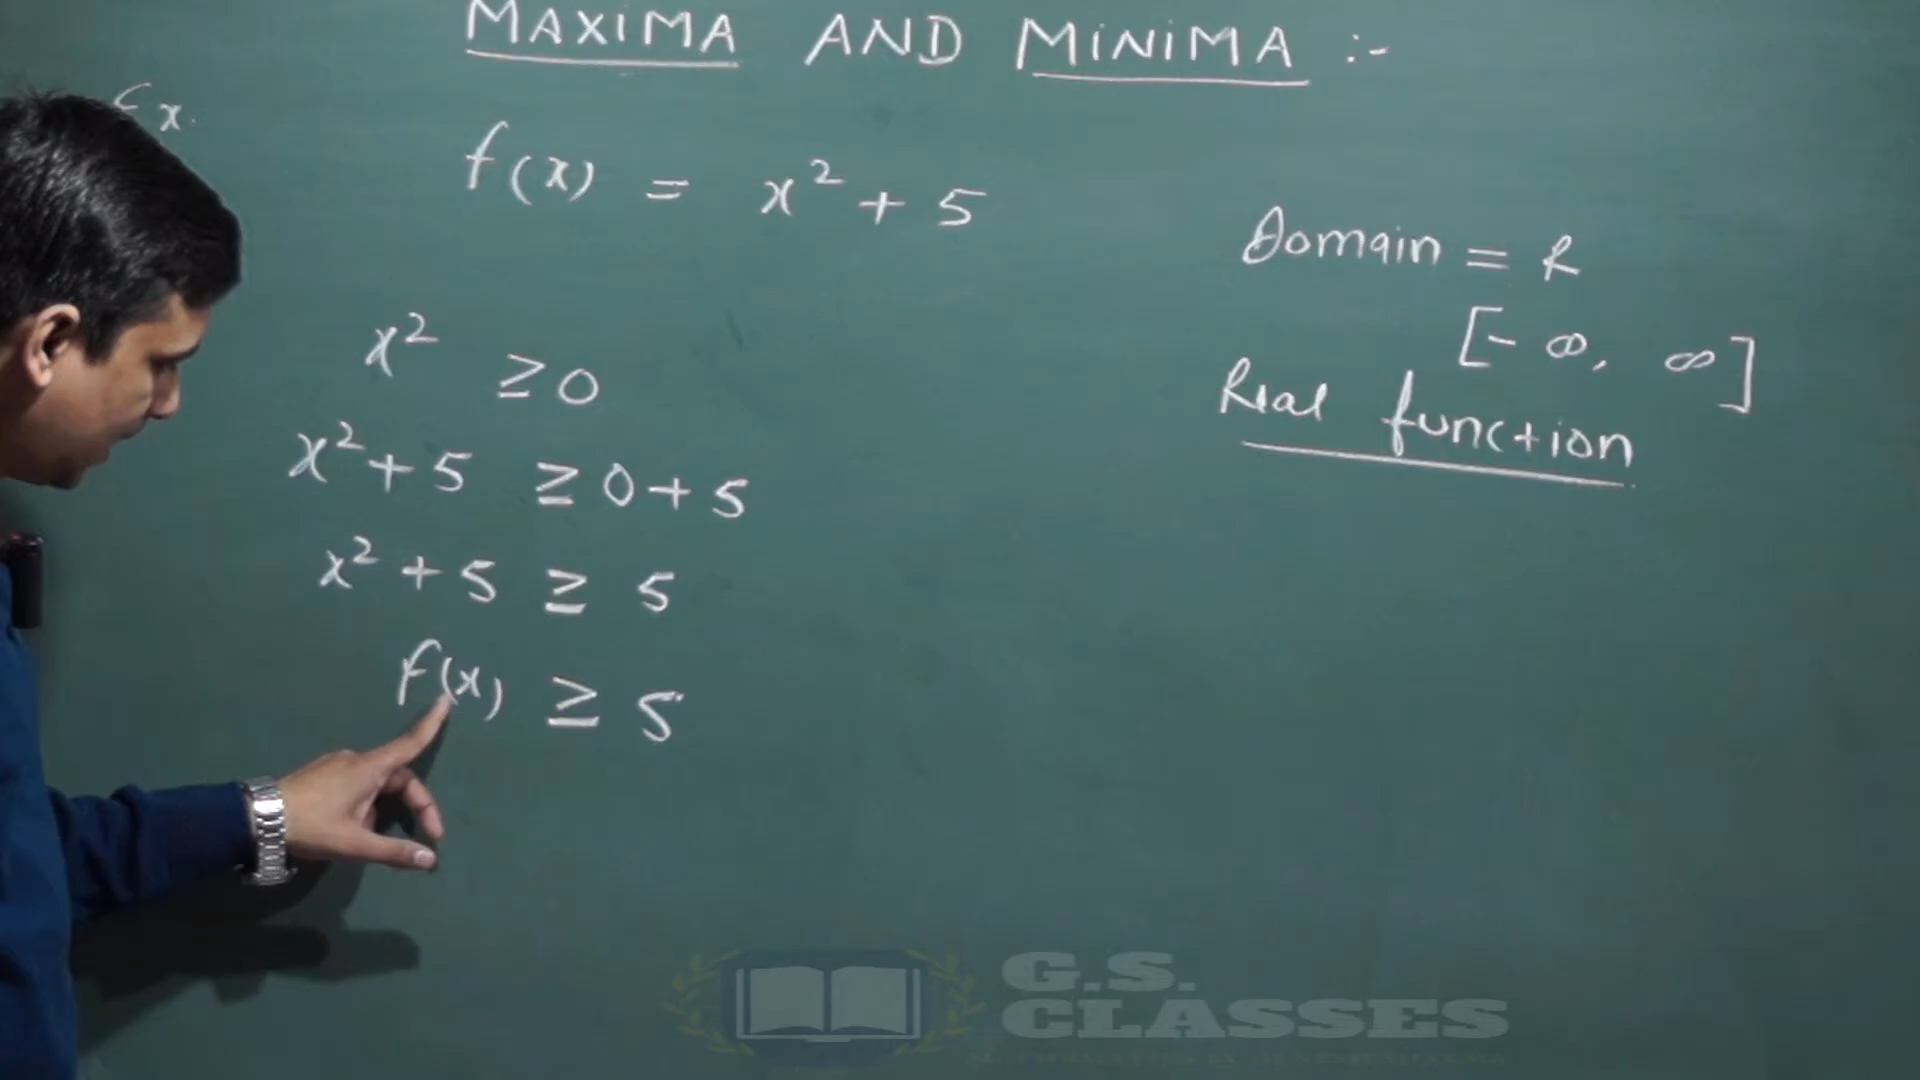 MAXIMA AND MINIMA :-
Ex.
f(x) = x² + 5
Domain = R
[-∞, ∞]
Real function
x² ≥ 0
x² + 5 ≥ 0 + 5
x² + 5 ≥ 5
f(x) ≥ 5
G.S.
CLASSES